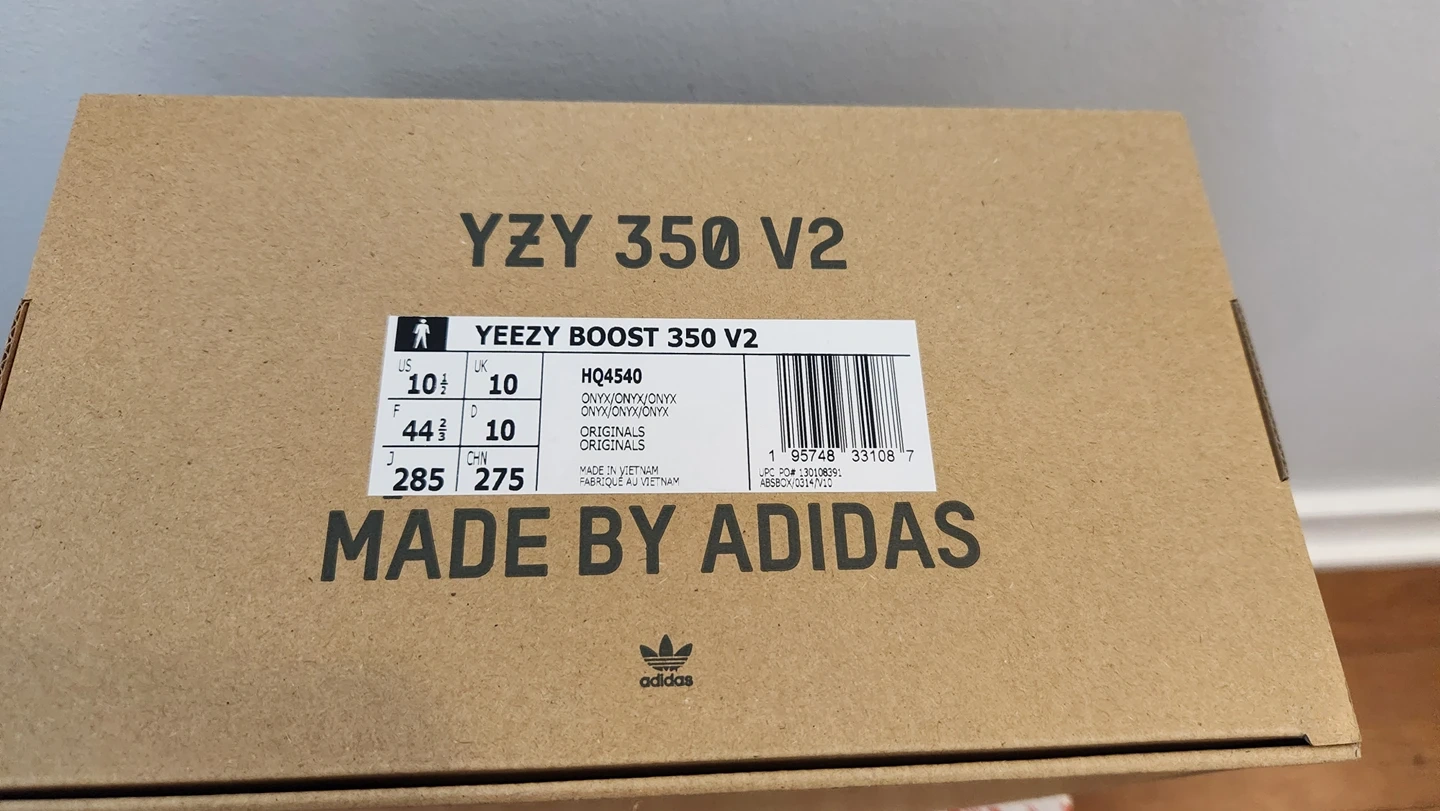 YZY 350 V2
YEEZY BOOST 350 V2
US
10 1/2
UK
10
F
44 2/3
D
10
J
285
CHN
275
HQ4540
ONYX/ONYX/ONYX
ONYX/ONYX/ONYX
ORIGINALS
ORIGINALS
MADE IN VIETNAM
FABRIQUÉ AU VIETNAM
1 95748 33108 7
UPC PO# 130108391
ABSBOX/0314/V10
MADE BY ADIDAS
adidas